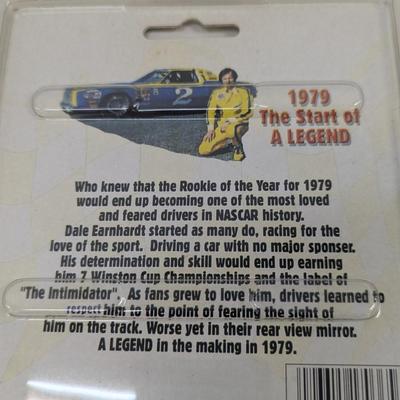 2
1979
The Start of
A LEGEND
Who knew that the Rookie of the Year for 1979
would end up becoming one of the most loved
and feared drivers in NASCAR history.
Dale Earnhardt started as many do, racing for the
love of the sport. Driving a car with no major sponser.
His determination and skill would end up earning
him 7 Winston Cup Championships and the label of
"The Intimidator". As fans grew to love him, drivers learned to
respect him to the point of fearing the sight of
him on the track. Worse yet in their rear view mirror.
A LEGEND in the making in 1979.